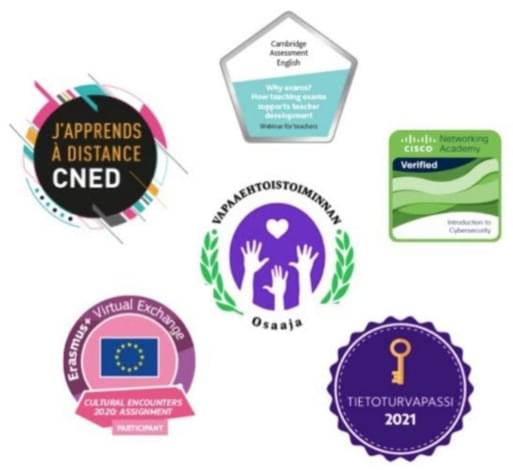 Cambridge
Assessment
English
Why exams?
How teaching exams
supports teacher
development
Webinar for teachers
J'APPRENDS
À DISTANCE
CNED
CISCO
Networking
Academy
Verified
Introduction to
Cybersecurity
VAPAAEHTOISTOIMINNAN
Osaaja
Erasmus+ Virtual Exchange
CULTURAL ENCOUNTERS
2020: ASSIGNMENT
PARTICIPANT
TIETOTURVAPASSI
2021